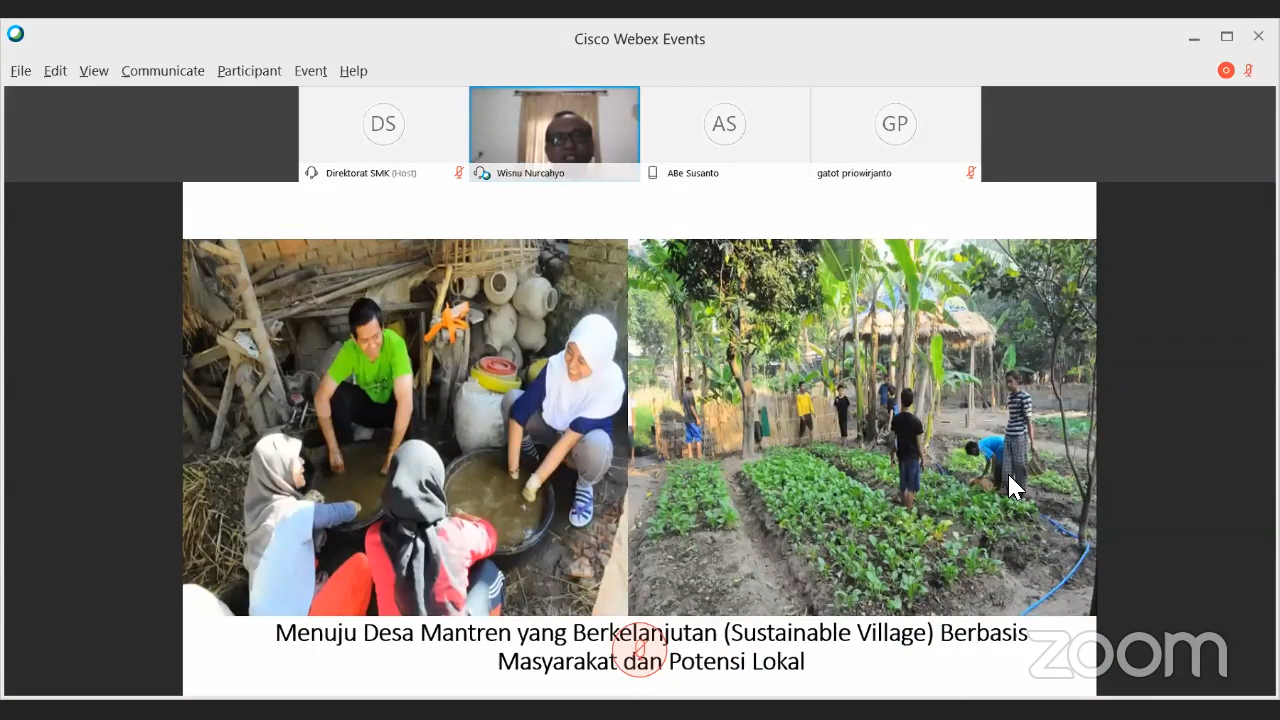 Cisco Webex Events
File Edit View Communicate Participant Event Help
DS
AS
GP
Direktorat SMK (Host)
Wisnu Nurcahyo
ABe Susanto
gatot priowirjanto
Menuju Desa Mantren yang Berkelanjutan (Sustainable Village) Berbasis
Masyarakat dan Potensi Lokal
zoom